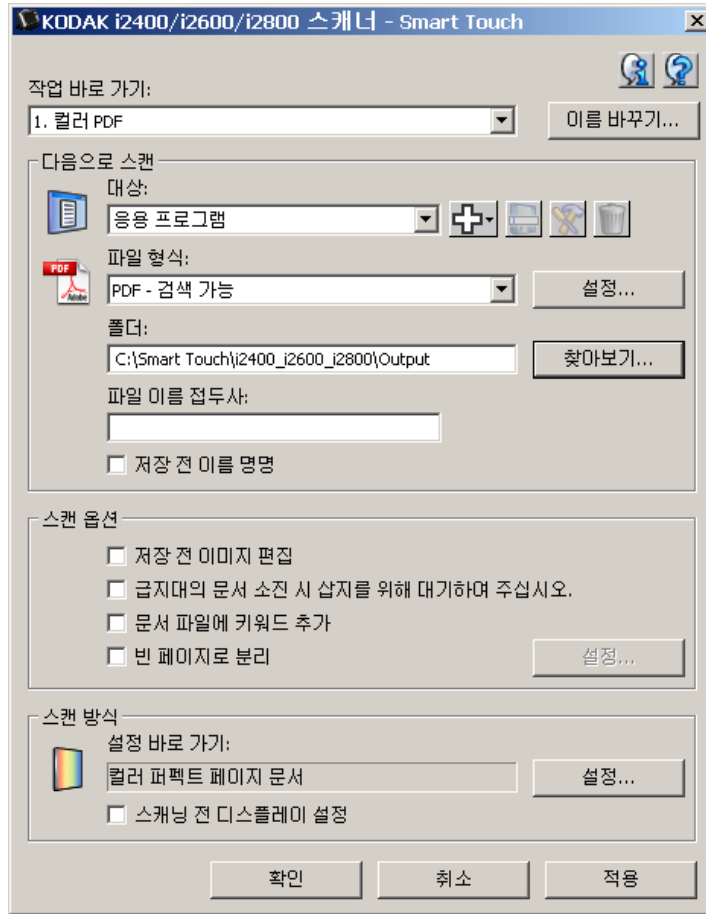 KODAK i2400/i2600/i2800 스캐너 - Smart Touch
작업 바로 가기:
1. 컬러 PDF
이름 바꾸기...
다음으로 스캔
대상:
응용 프로그램
파일 형식:
PDF
Adobe
PDF - 검색 가능
설정...
폴더:
C:\Smart Touch\i2400_i2600_i2800\Output
찾아보기...
파일 이름 접두사:
저장 전 이름 명명
스캔 옵션
저장 전 이미지 편집
급지대의 문서 소진 시 삽지를 위해 대기하여 주십시오.
문서 파일에 키워드 추가
빈 페이지로 분리
설정...
스캔 방식
설정 바로 가기:
컬러 퍼펙트 페이지 문서
설정...
스캐닝 전 디스플레이 설정
확인
취소
적용